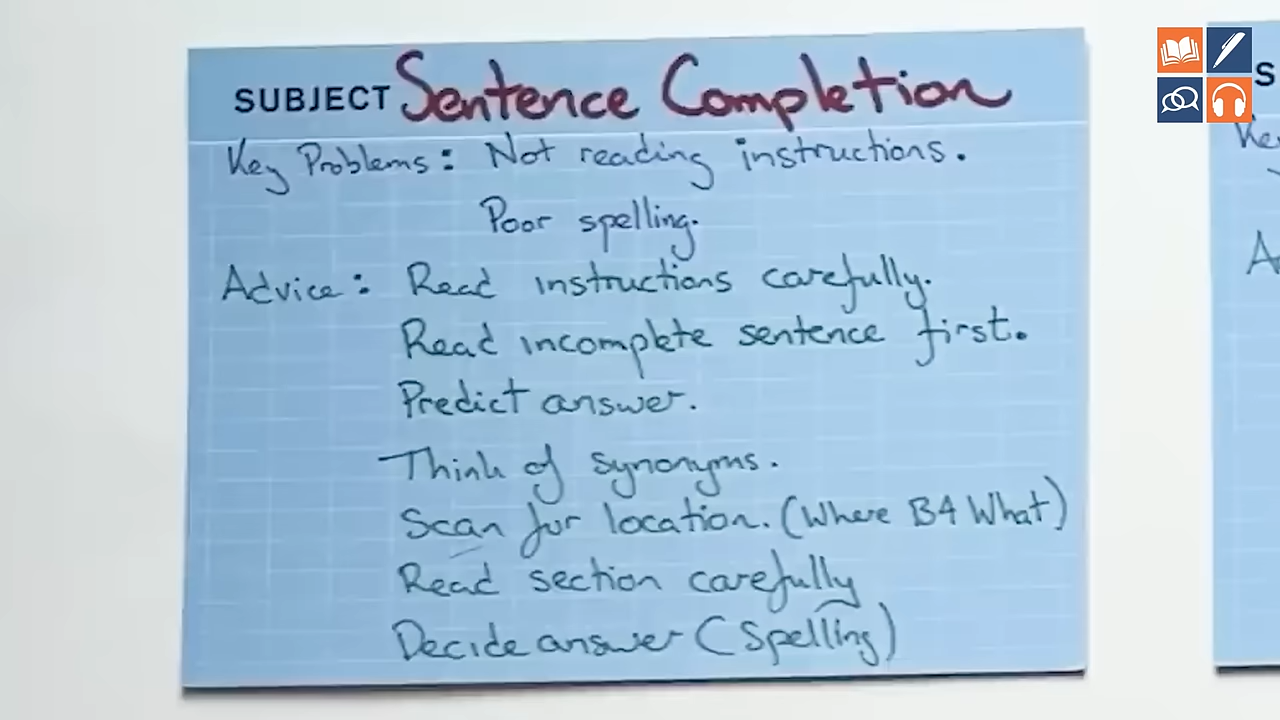 SUBJECT Sentence Completion
Key Problems: Not reading instructions.
Poor spelling.
Advice: Read instructions carefully.
Read incomplete sentence first.
Predict answer.
Think of synonyms.
Scan for location. (Where B4 What)
Read section carefully
Decide answer (Spelling)
S
Ke
A